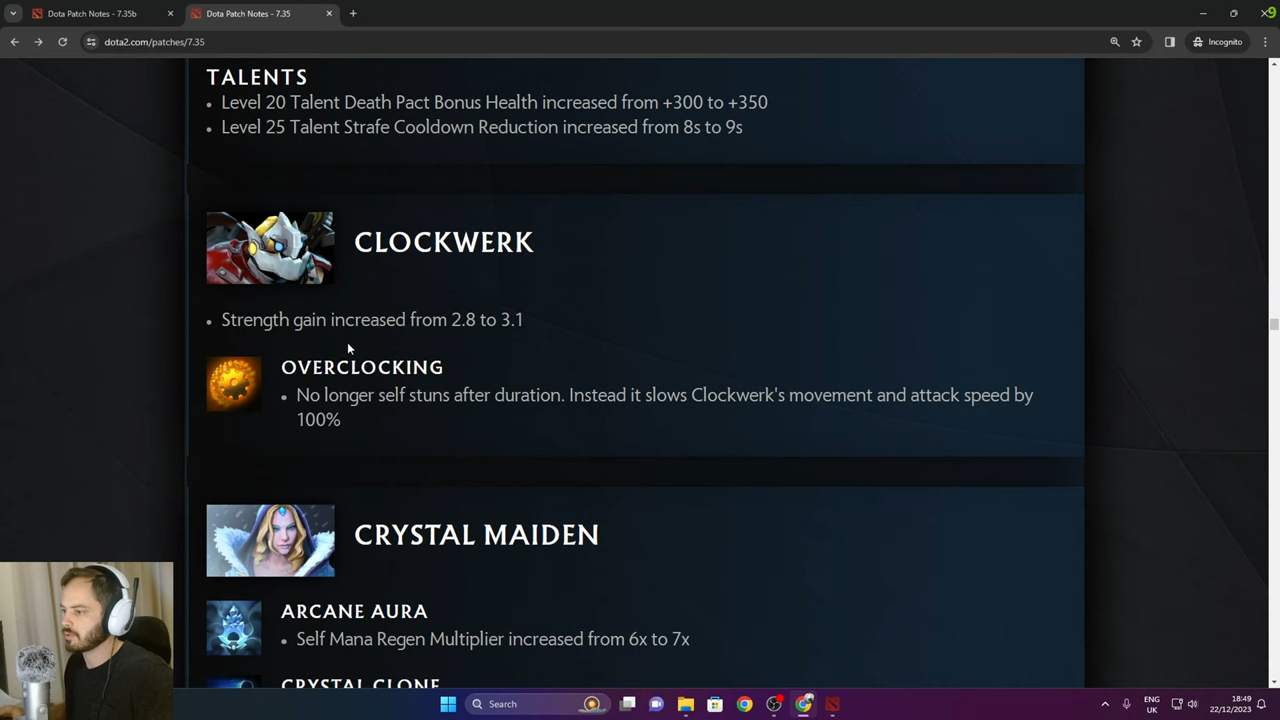 Dota Patch Notes - 7.35b
Dota Patch Notes - 7.35
9
dota2.com/patches/7.35
Incognito
TALENTS
• Level 20 Talent Death Pact Bonus Health increased from +300 to +350
• Level 25 Talent Strafe Cooldown Reduction increased from 8s to 9s
CLOCKWERK
• Strength gain increased from 2.8 to 3.1
OVERCLOCKING
• No longer self stuns after duration. Instead it slows Clockwerk's movement and attack speed by
100%
CRYSTAL MAIDEN
ARCANE AURA
• Self Mana Regen Multiplier increased from 6x to 7x
CRYSTAL CLONE
Search
ENG
UK
18:49
22/12/2023